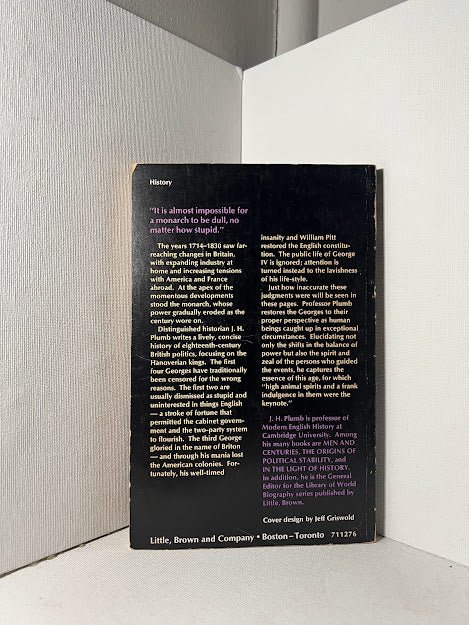 History
"It is almost impossible for
a monarch to be dull, no
matter how stupid."
The years 1714–1830 saw far-
reaching changes in Britain,
with expanding industry at
home and increasing tensions
with America and France
abroad. At the apex of the
momentous developments
stood the monarch, whose
power gradually eroded as the
century wore on.
Distinguished historian J. H.
Plumb writes a lively, concise
history of eighteenth-century
British politics, focusing on the
Hanoverian kings. The first
four Georges have traditionally
been censored for the wrong
reasons. The first two are
usually dismissed as stupid and
uninterested in things English
— a stroke of fortune that
permitted the cabinet govern-
ment and the two-party system
to flourish. The third George
gloried in the name of Briton
— and through his mania lost
the American colonies. For-
tunately, his well-timed
insanity and William Pitt
restored the English constitu-
tion. The public life of George
IV is ignored; attention is
turned instead to the lavishness
of his life-style.
Just how inaccurate these
judgments were will be seen in
these pages. Professor Plumb
restores the Georges to their
proper perspective as human
beings caught up in exceptional
circumstances. Elucidating not
only the shifts in the balance of
power but also the spirit and
zeal of the persons who guided
the events, he captures the
essence of this age, for which
"high animal spirits and a frank
indulgence in them were the
keynote."
J. H. Plumb is professor of
Modern English History at
Cambridge University. Among
his many books are MEN AND
CENTURIES, THE ORIGINS OF
POLITICAL STABILITY, and
IN THE LIGHT OF HISTORY.
In addition, he is the General
Editor for the Library of World
Biography series published by
Little, Brown.
Cover design by Jeff Griswold
Little, Brown and Company • Boston–Toronto 711276